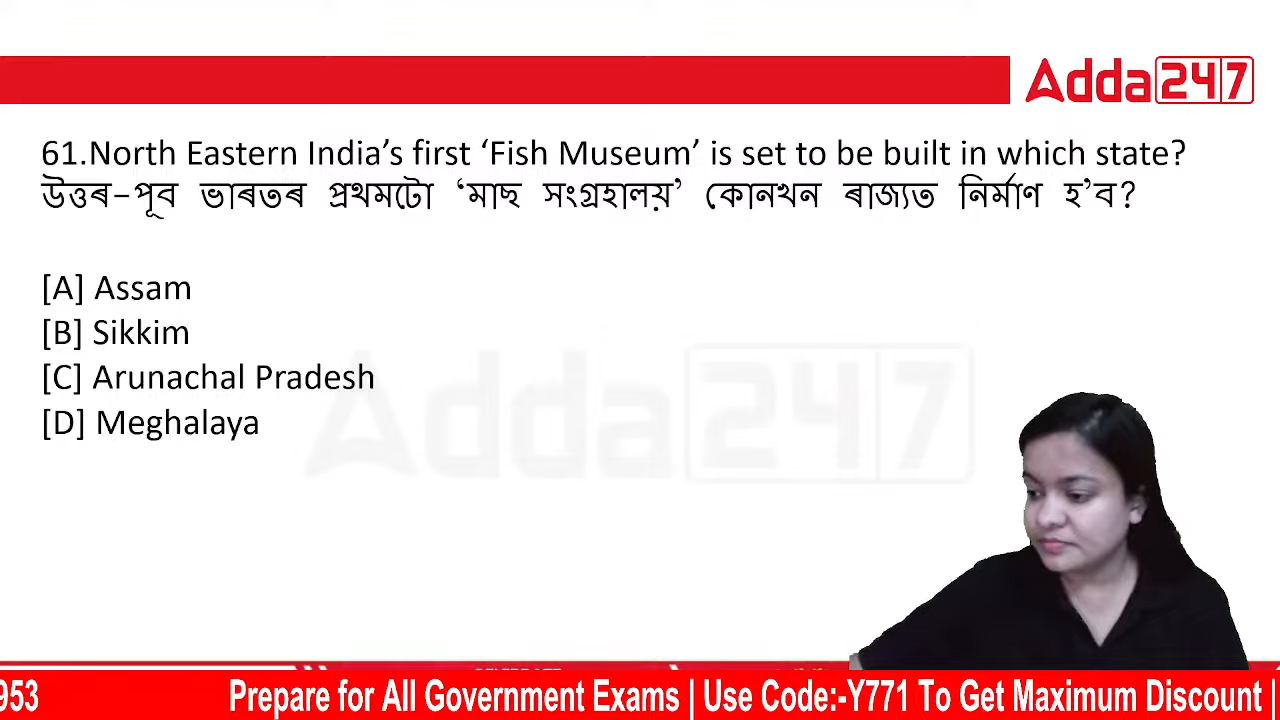 Adda247
61.North Eastern India's first 'Fish Museum' is set to be built in which state?
উত্তৰ-পূব ভাৰতৰ প্ৰথমটো 'মাছ সংগ্ৰহালয়' কোনখন ৰাজ্যত নিৰ্মাণ হ'ব?
[A] Assam
[B] Sikkim
[C] Arunachal Pradesh
[D] Meghalaya
Adda247
953 Prepare for All Government Exams | Use Code:-Y771 To Get Maximum Discount |